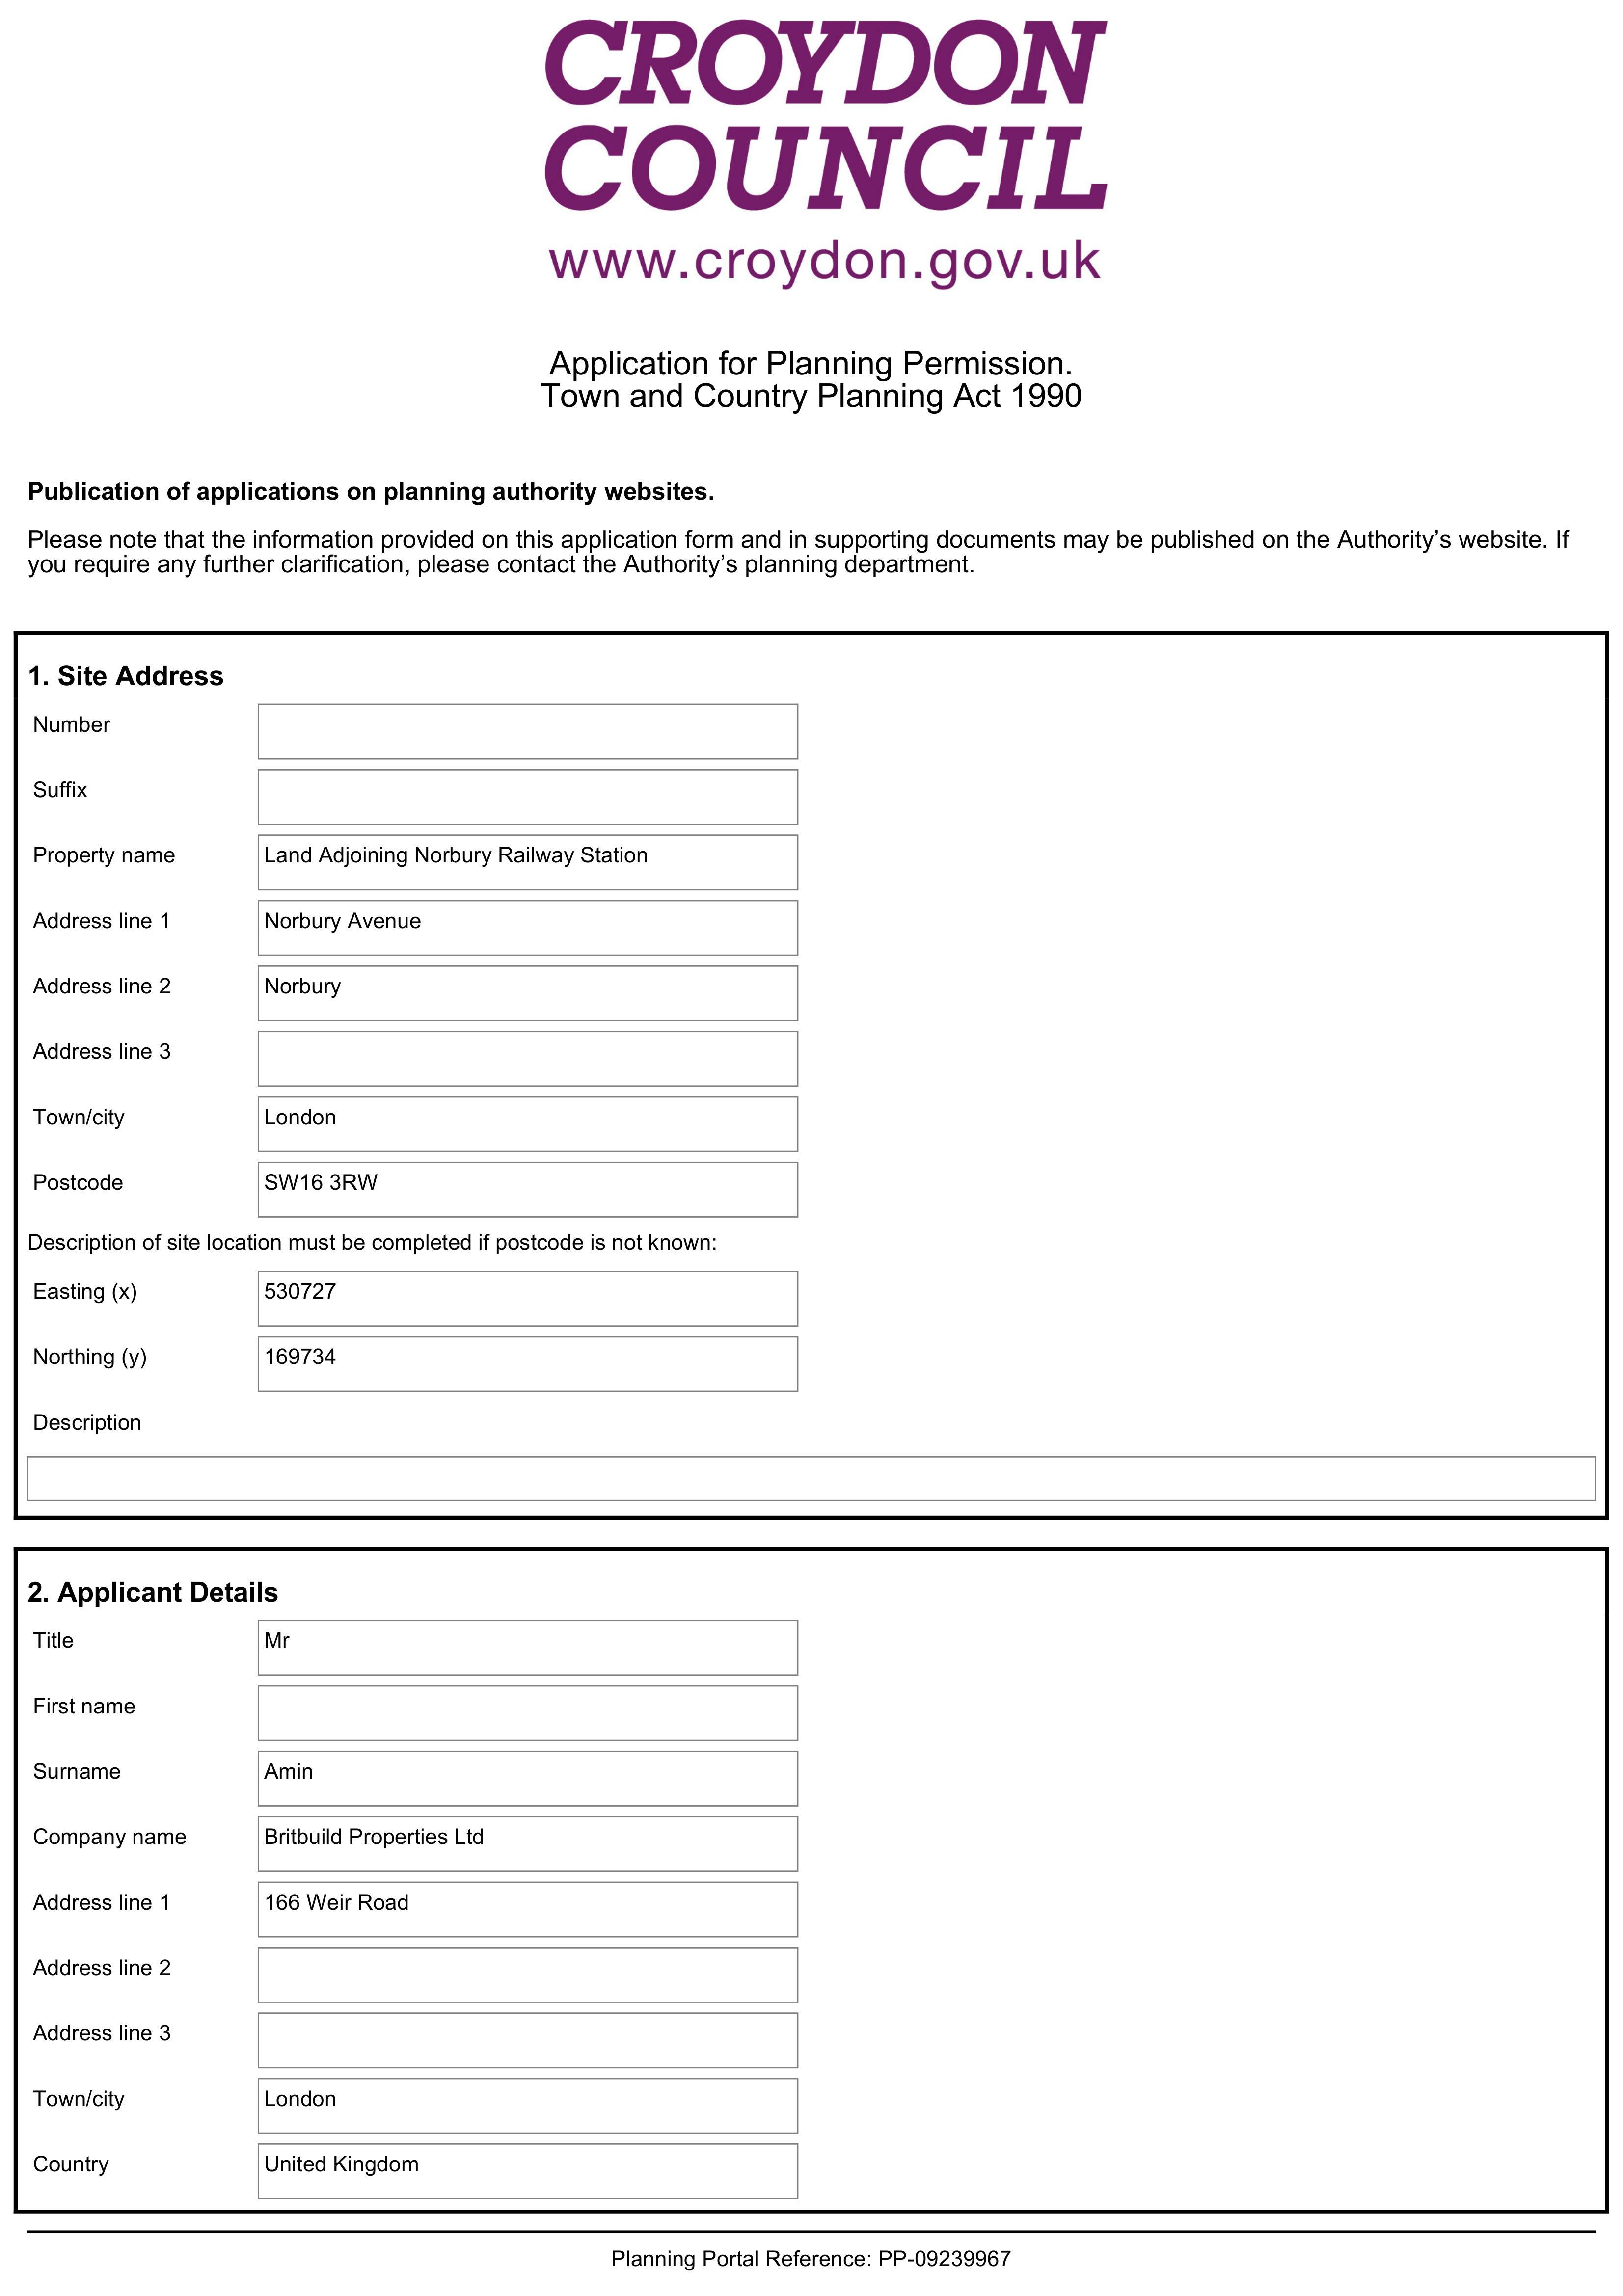 CROYDON
COUNCIL
www.croydon.gov.uk
Application for Planning Permission.
Town and Country Planning Act 1990
Publication of applications on planning authority websites.
Please note that the information provided on this application form and in supporting documents may be published on the Authority’s website. If
you require any further clarification, please contact the Authority’s planning department.
1. Site Address
Number
Suffix
Property name Land Adjoining Norbury Railway Station
Address line 1 Norbury Avenue
Address line 2 Norbury
Address line 3
Town/city London
Postcode SW16 3RW
Description of site location must be completed if postcode is not known:
Easting (x) 530727
Northing (y) 169734
Description
2. Applicant Details
Title Mr
First name
Surname Amin
Company name Britbuild Properties Ltd
Address line 1 166 Weir Road
Address line 2
Address line 3
Town/city London
Country United Kingdom
Planning Portal Reference: PP-09239967